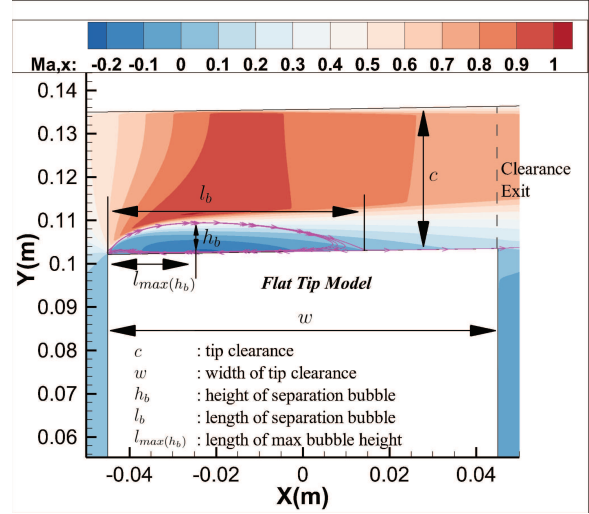 Ma,x: -0.2 -0.1 0 0.1 0.2 0.3 0.4 0.5 0.6 0.7 0.8 0.9 1
0.14
0.13
0.12
0.11
0.1
0.09
0.08
0.07
0.06
Y(m)
l_b
c
Clearance
Exit
h_b
l_{max(h_b)}
Flat Tip Model
w
c : tip clearance
w : width of tip clearance
h_b : height of separation bubble
l_b : length of separation bubble
l_{max(h_b)} : length of max bubble height
-0.04 -0.02 0 0.02 0.04
X(m)